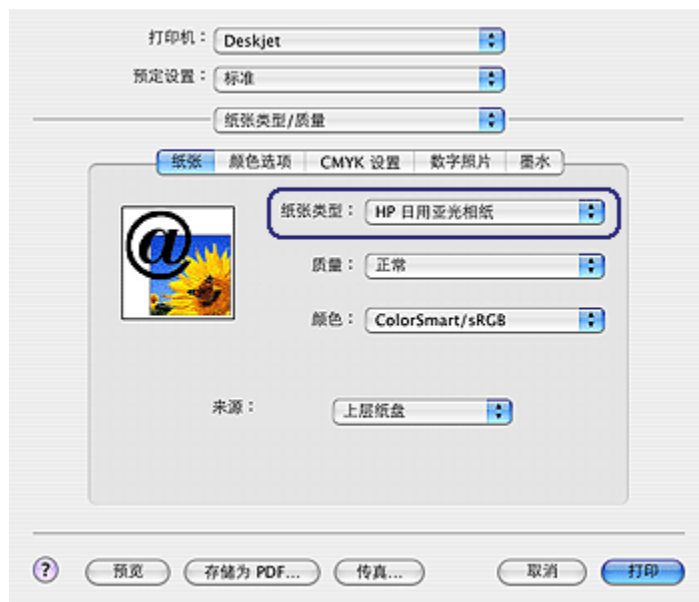 打印机： Deskjet
预定设置： 标准
纸张类型/质量
纸张 颜色选项 CMYK 设置 数字照片 墨水
纸张类型： HP 日用亚光相纸
@
质量： 正常
颜色： ColorSmart/sRGB
来源： 上层纸盘
? 预览 存储为 PDF... 传真... 取消 打印